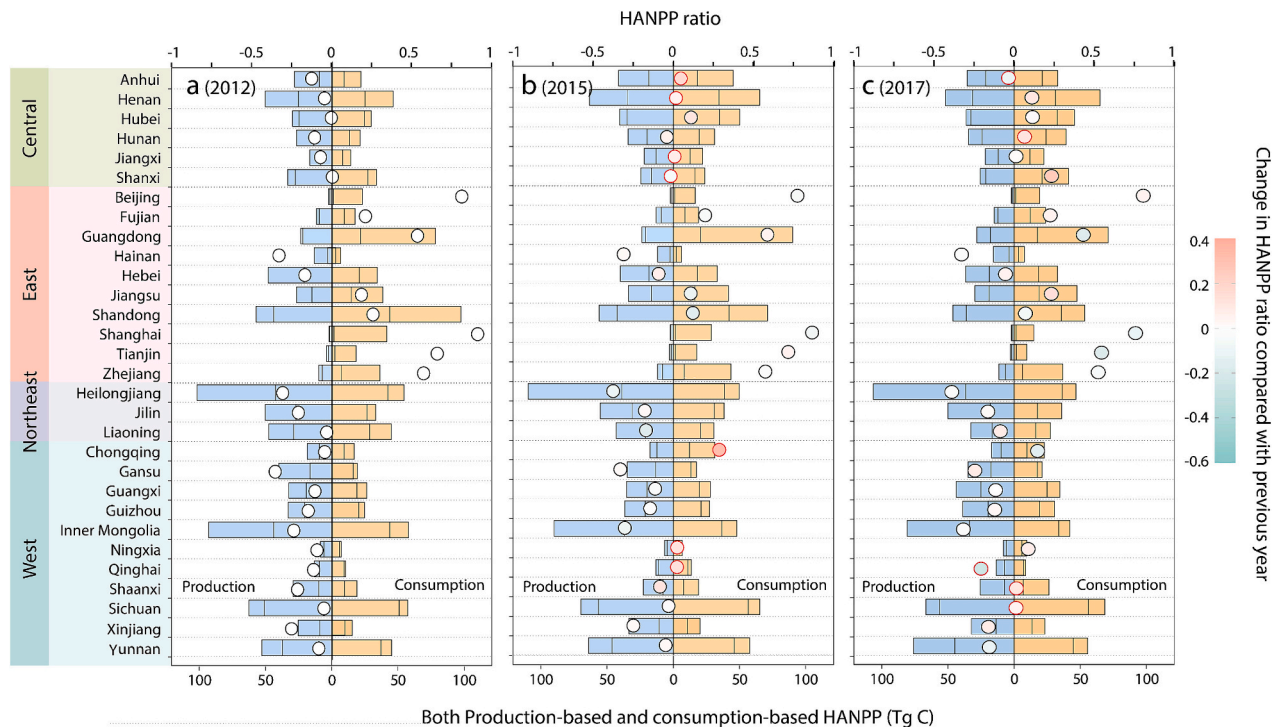 HANPP ratio
-1 -0.5 0 0.5 1 -1 -0.5 0 0.5 1 -1 -0.5 0 0.5 1
a (2012) b (2015) c (2017)
Central
Anhui
Henan
Hubei
Hunan
Jiangxi
Shanxi
East
Beijing
Fujian
Guangdong
Hainan
Hebei
Jiangsu
Shandong
Shanghai
Tianjin
Zhejiang
Northeast
Heilongjiang
Jilin
Liaoning
West
Chongqing
Gansu
Guangxi
Guizhou
Inner Mongolia
Ningxia
Qinghai
Shaanxi
Sichuan
Xinjiang
Yunnan
Production Consumption Production Consumption Production Consumption
100 50 0 50 100 100 50 0 50 100 100 50 0 50 100
Both Production-based and consumption-based HANPP (Tg C)
0.4
0.2
0
-0.2
-0.4
-0.6
Change in HANPP ratio compared with previous year